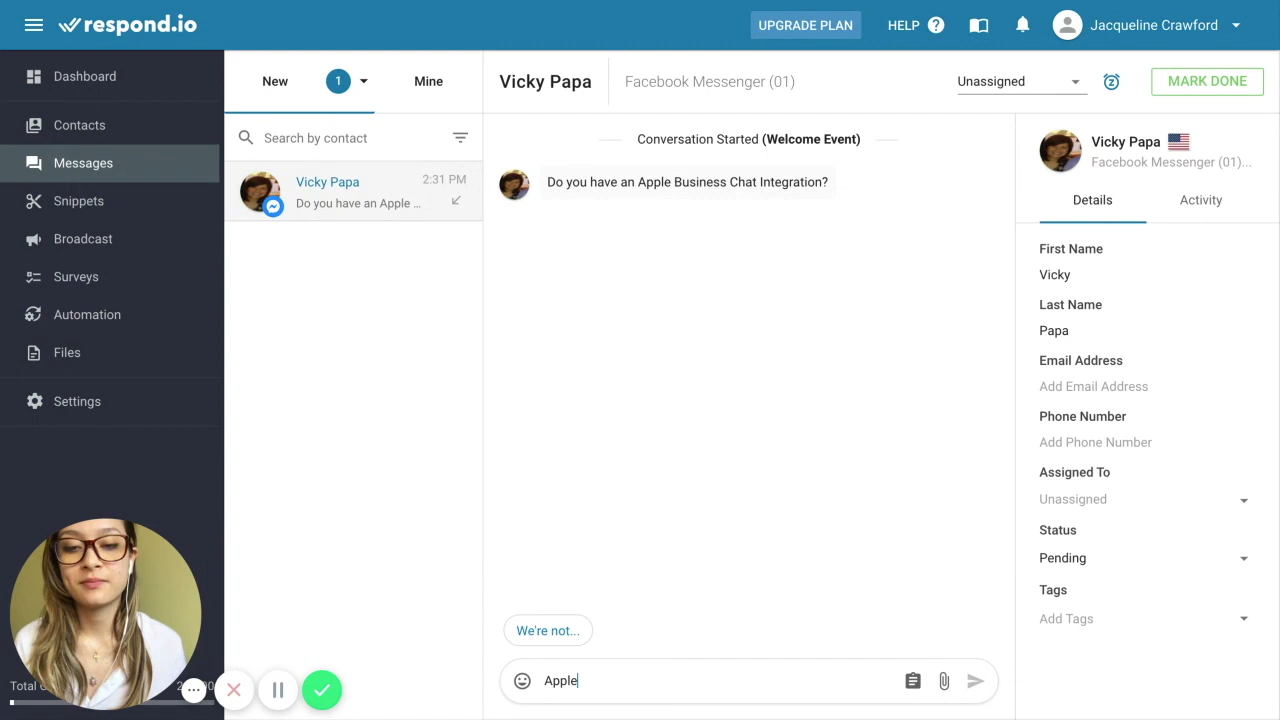 respond.io
UPGRADE PLAN
HELP
Jacqueline Crawford
Dashboard
Contacts
Messages
Snippets
Broadcast
Surveys
Automation
Files
Settings
New
1
Mine
Search by contact
Vicky Papa
2:31 PM
Do you have an Apple ...
Vicky Papa
Facebook Messenger (01)
Unassigned
MARK DONE
Conversation Started (Welcome Event)
Do you have an Apple Business Chat Integration?
We're not...
Apple
Vicky Papa
Facebook Messenger (01)...
Details
Activity
First Name
Vicky
Last Name
Papa
Email Address
Add Email Address
Phone Number
Add Phone Number
Assigned To
Unassigned
Status
Pending
Tags
Add Tags
Total